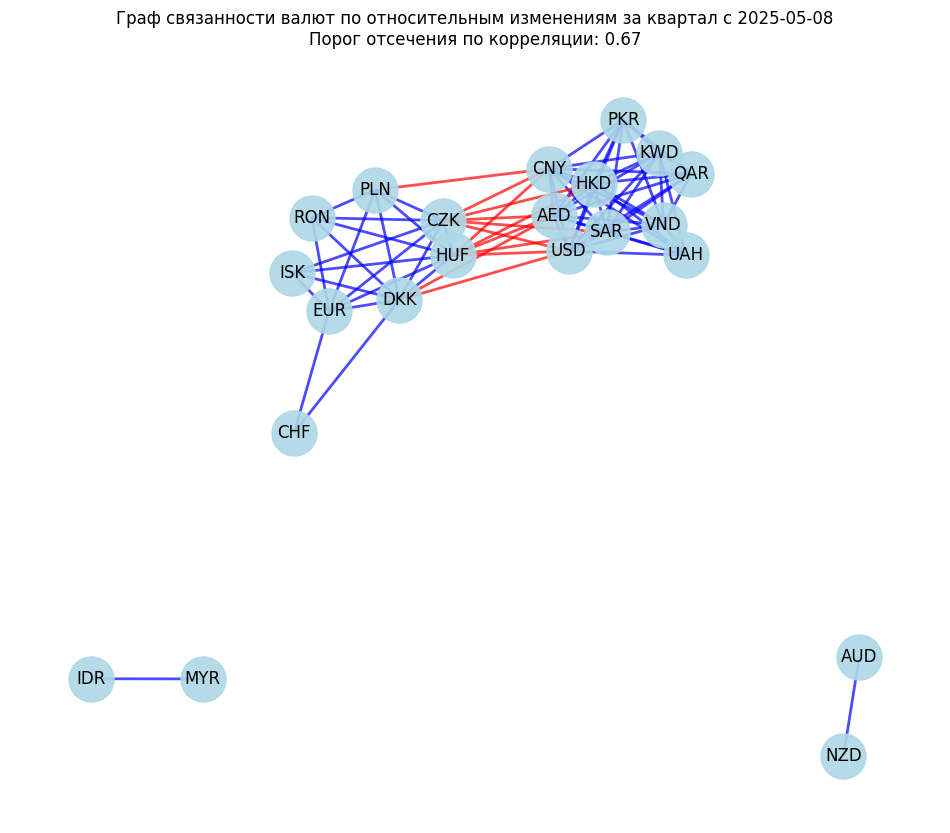 Граф связанности валют по относительным изменениям за квартал с 2025-05-08
Порог отсечения по корреляции: 0.67
PKR
KWD
CNY
QAR
HKD
PLN
RON
CZK
AED
VND
SAR
USD
HUF
UAH
ISK
DKK
EUR
CHF
IDR
MYR
AUD
NZD